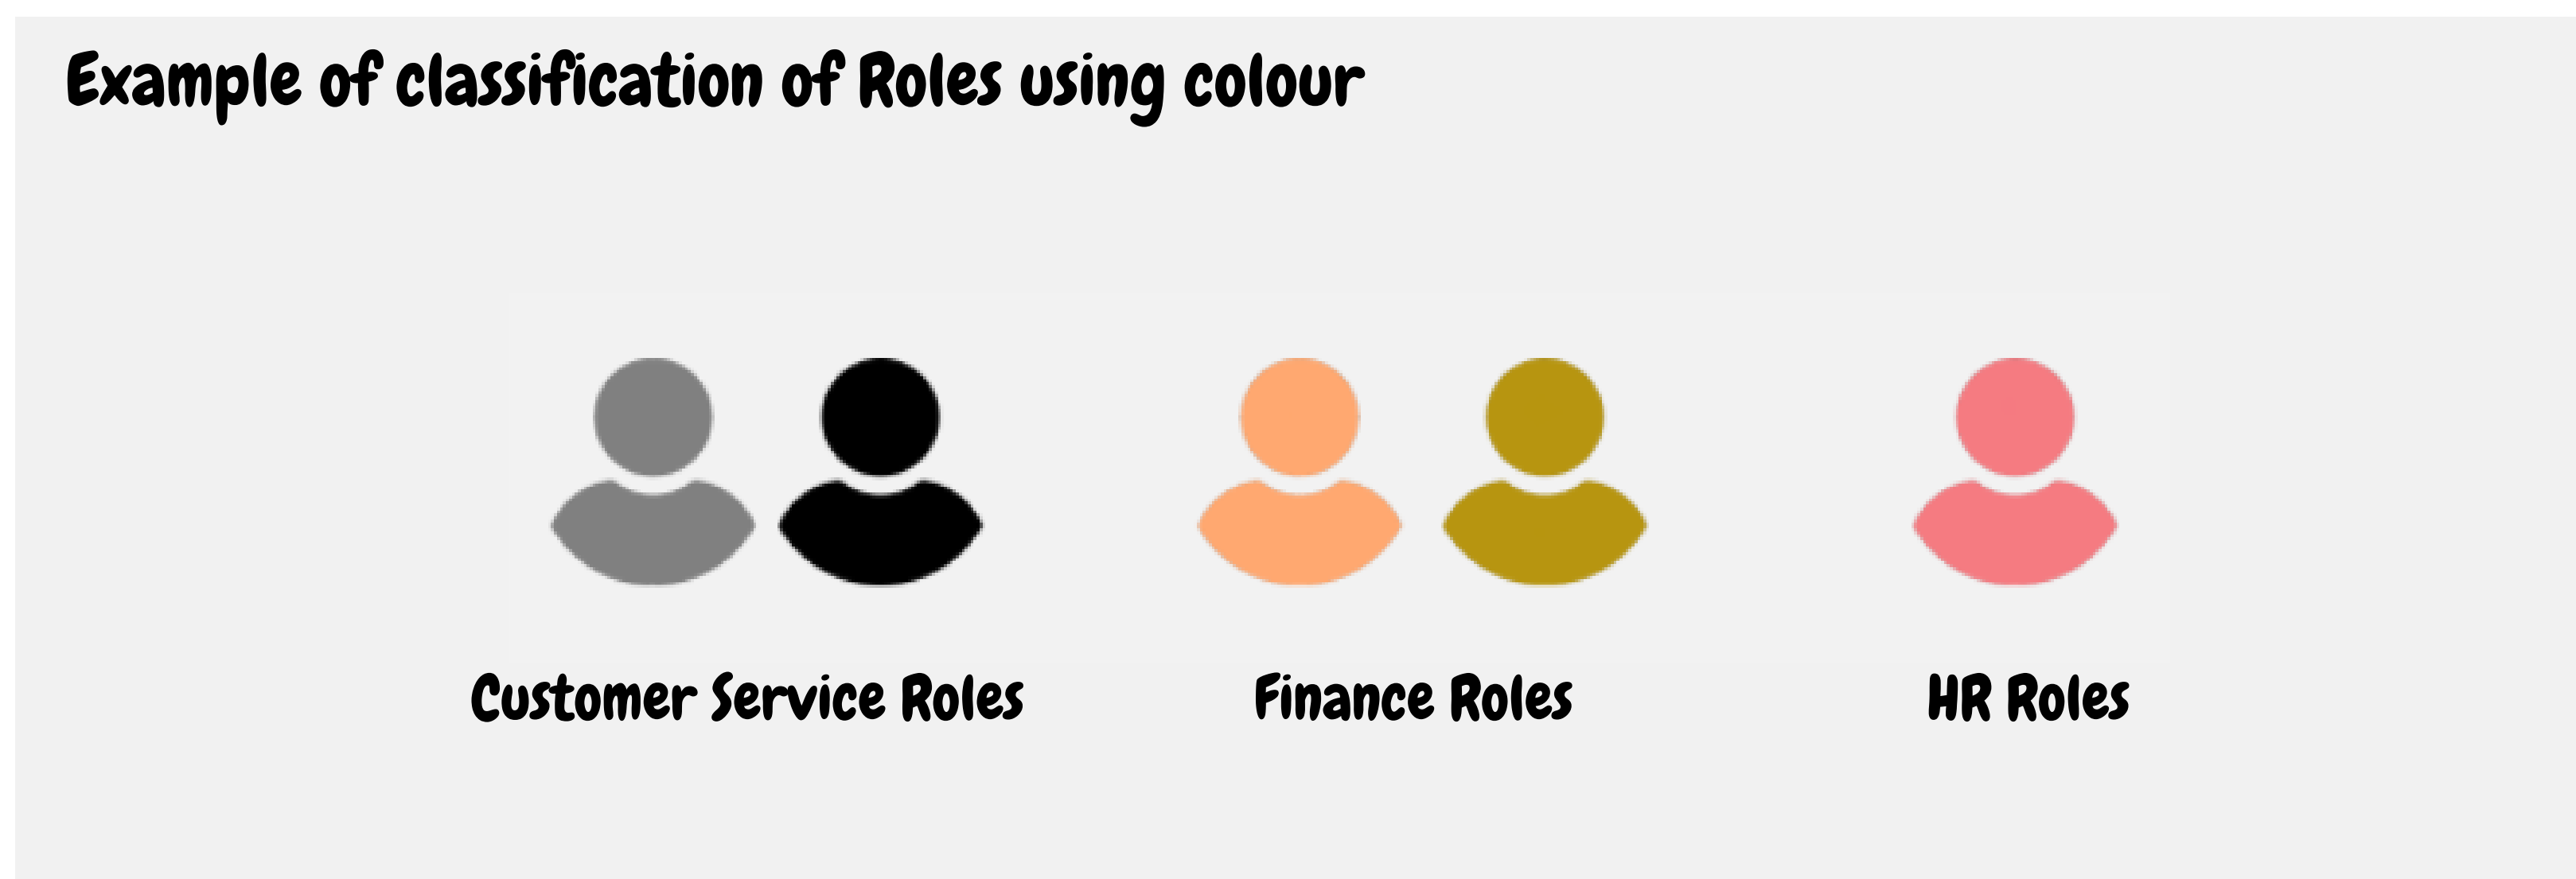 Example of classification of Roles using colour
Customer Service Roles
Finance Roles
HR Roles